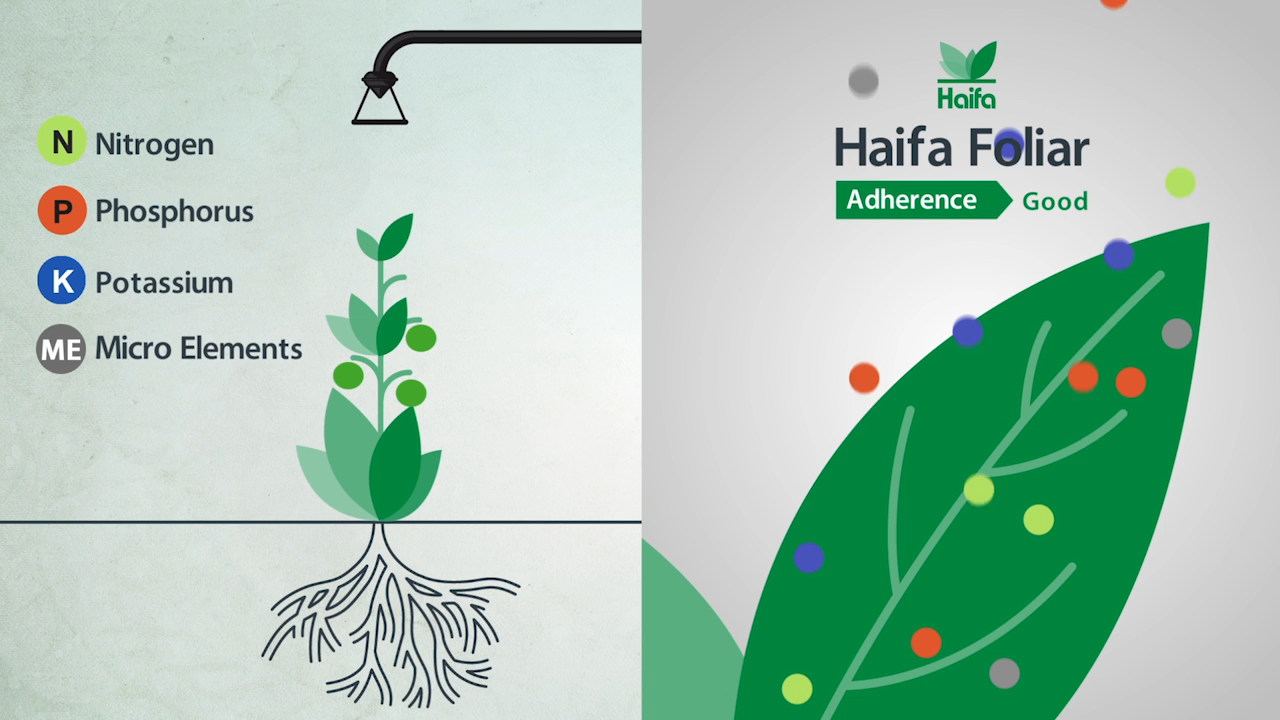 N Nitrogen
P Phosphorus
K Potassium
ME Micro Elements
Haifa
Haifa Foliar
Adherence Good